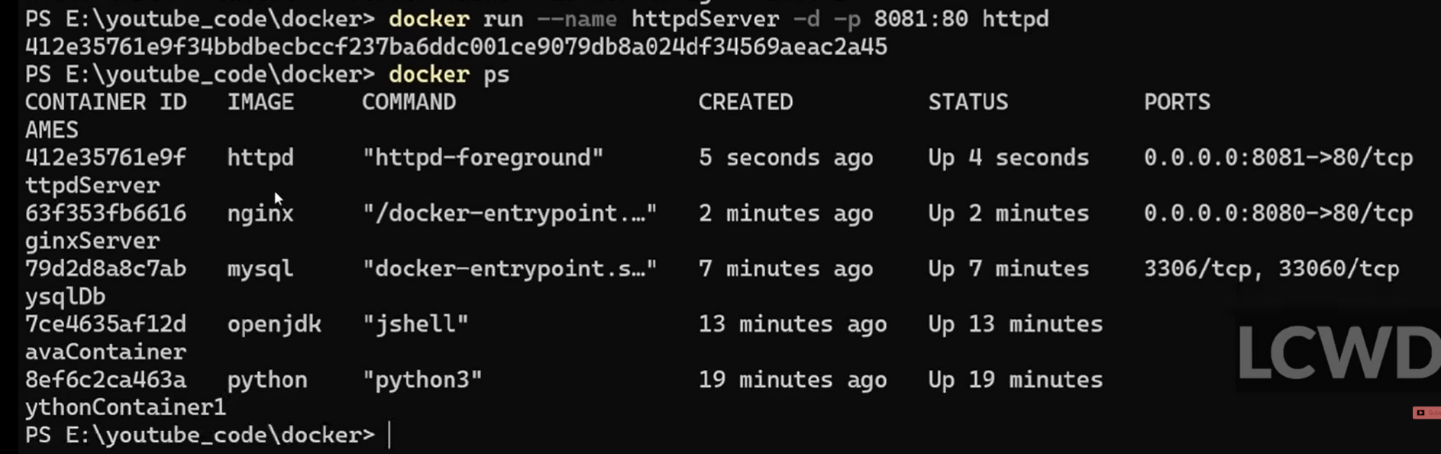 PS E:\youtube_code\docker> docker run --name httpdServer -d -p 8081:80 httpd
412e35761e9f34bbdbecbccf237ba6ddc001ce9079db8a024df34569aeac2a45
PS E:\youtube_code\docker> docker ps
CONTAINER ID   IMAGE     COMMAND                  CREATED          STATUS          PORTS
AMES
412e35761e9f   httpd     "httpd-foreground"       5 seconds ago    Up 4 seconds    0.0.0.0:8081->80/tcp
ttpdServer
63f353fb6616   nginx     "/docker-entrypoint.…"   2 minutes ago    Up 2 minutes    0.0.0.0:8080->80/tcp
ginxServer
79d2d8a8c7ab   mysql     "docker-entrypoint.s…"   7 minutes ago    Up 7 minutes    3306/tcp, 33060/tcp
ysqlDb
7ce4635af12d   openjdk   "jshell"                 13 minutes ago   Up 13 minutes
avaContainer
8ef6c2ca463a   python    "python3"                19 minutes ago   Up 19 minutes
ythonContainer1
PS E:\youtube_code\docker>
LCWD